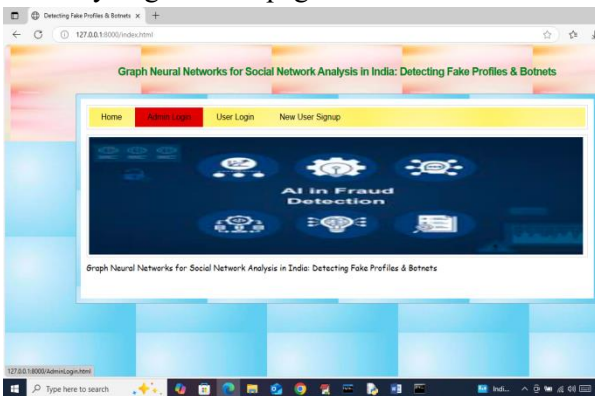 Detecting Fake Profiles & Botnets
127.0.0.1:8000/index.html
Graph Neural Networks for Social Network Analysis in India: Detecting Fake Profiles & Botnets
Home Admin Login User Login New User Signup
AI in Fraud
Detection
Graph Neural Networks for Social Network Analysis in India: Detecting Fake Profiles & Botnets
127.0.0.1:8000/AdminLogin.html
Type here to search
Indi...